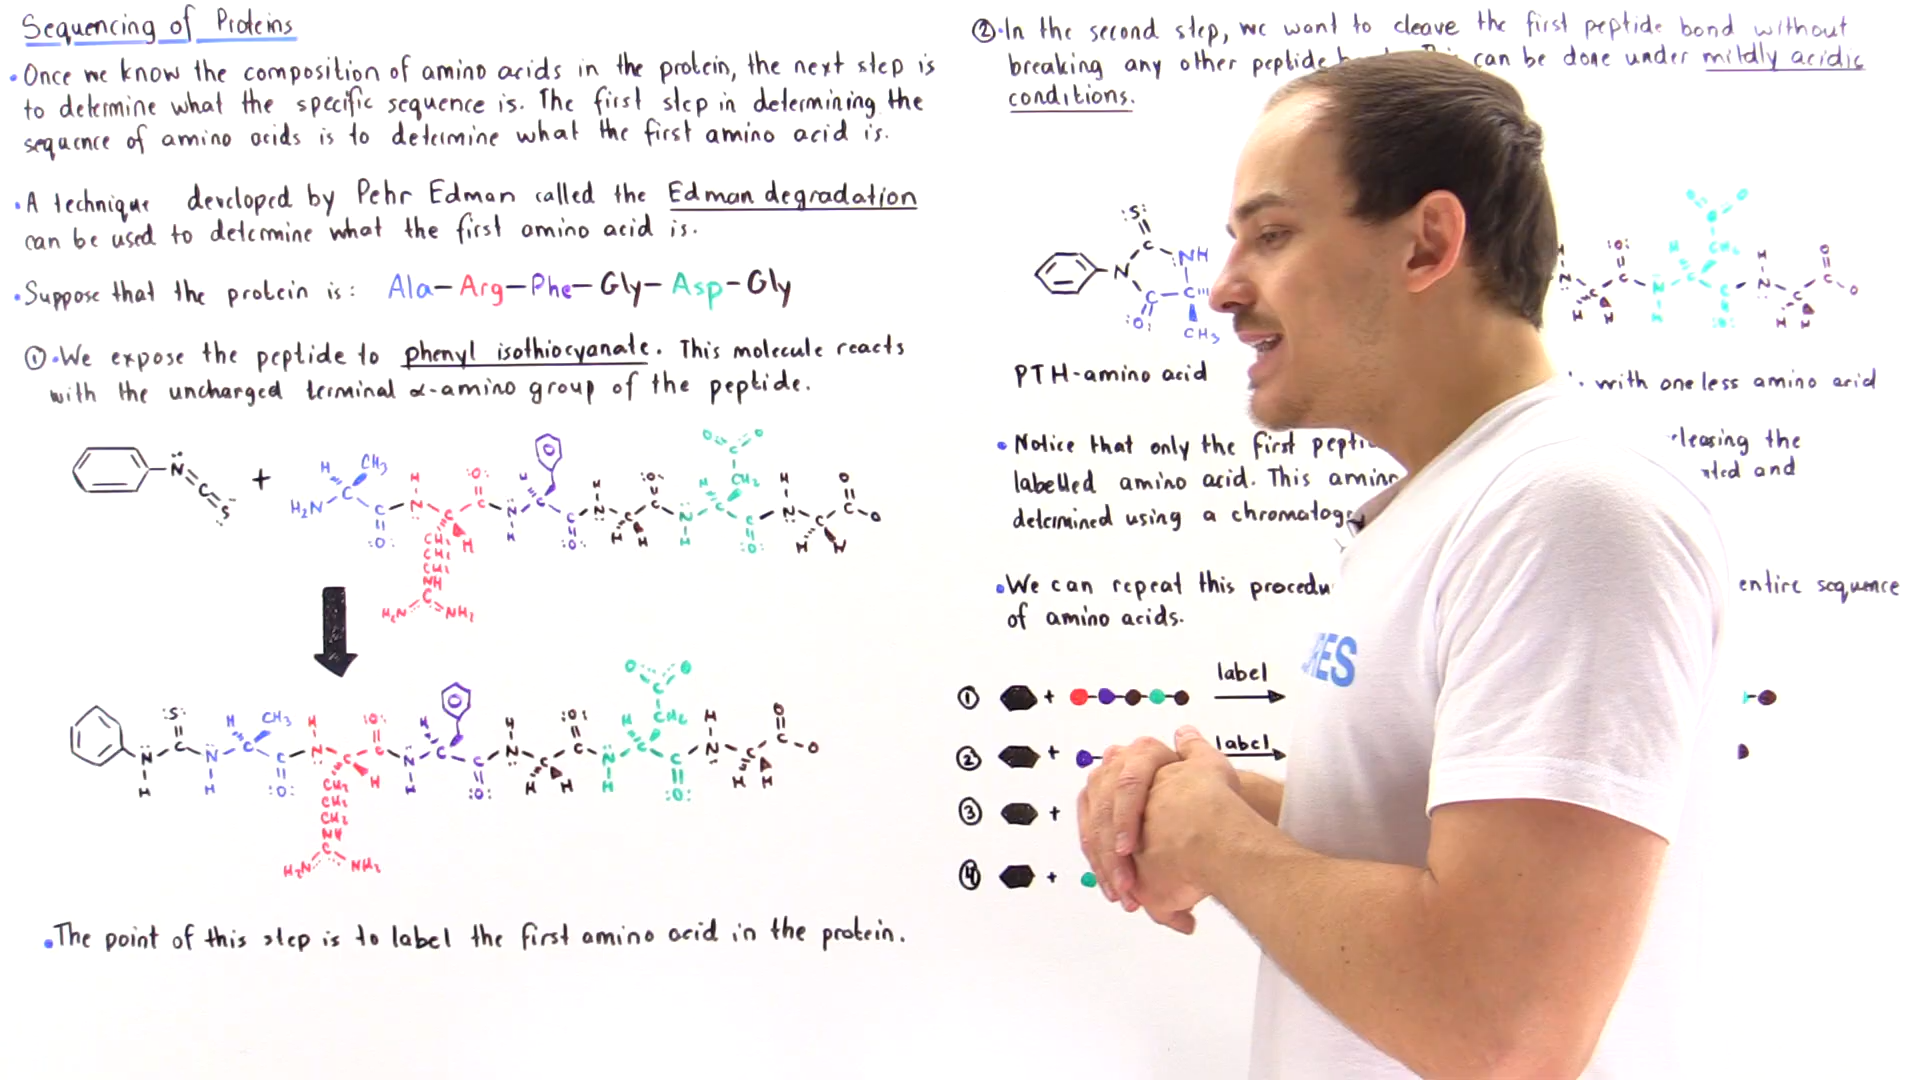 Sequencing of Proteins
• Once we know the composition of amino acids in the protein, the next step is
to determine what the specific sequence is. The first step in determining the
sequence of amino acids is to determine what the first amino acid is.
• A technique developed by Pehr Edman called the Edman degradation
can be used to determine what the first amino acid is.
• Suppose that the protein is: Ala-Arg-Phe-Gly-Asp-Gly
① • We expose the peptide to phenyl isothiocyanate. This molecule reacts
with the uncharged terminal α-amino group of the peptide.
• The point of this step is to label the first amino acid in the protein.
② • In the second step, we want to cleave the first peptide bond without
breaking any other peptide can be done under mildly acidic
conditions.
PTH-amino acid
with one less amino acid
• Notice that only the first the
labelled amino acid. This and
determined using a
• We can repeat this entire sequence
of amino acids.
① + label
② + label
③ +
④ +